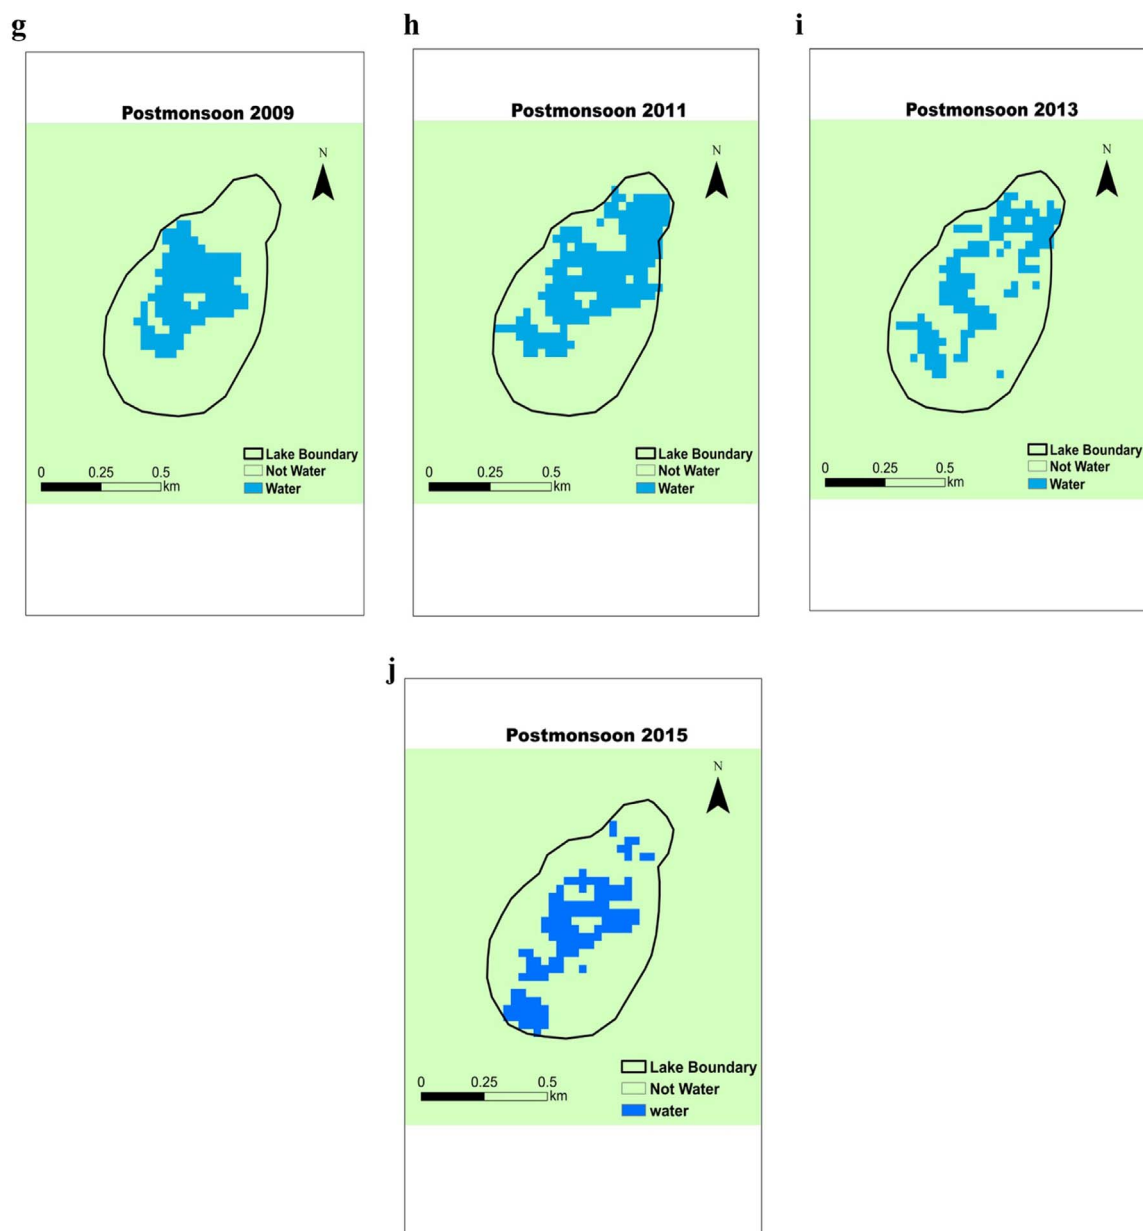 g
Postmonsoon 2009
N
Lake Boundary
Not Water
Water
0 0.25 0.5
km
h
Postmonsoon 2011
N
Lake Boundary
Not Water
Water
0 0.25 0.5
km
i
Postmonsoon 2013
N
Lake Boundary
Not Water
Water
0 0.25 0.5
km
j
Postmonsoon 2015
N
Lake Boundary
Not Water
water
0 0.25 0.5
km